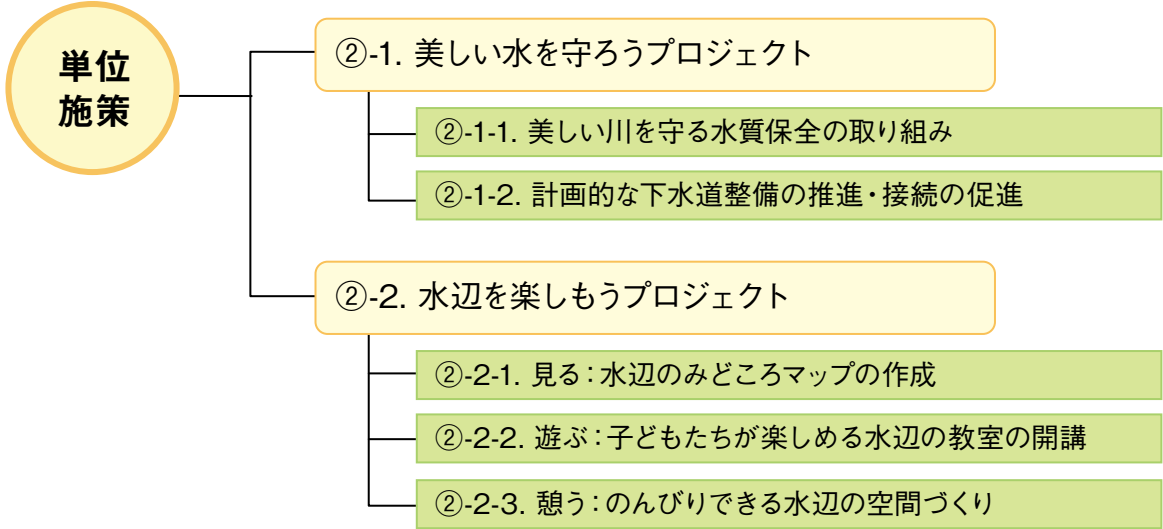 単位
施策
②-1. 美しい水を守ろうプロジェクト
②-1-1. 美しい川を守る水質保全の取り組み
②-1-2. 計画的な下水道整備の推進・接続の促進
②-2. 水辺を楽しもうプロジェクト
②-2-1. 見る：水辺のみどころマップの作成
②-2-2. 遊ぶ：子どもたちが楽しめる水辺の教室の開講
②-2-3. 憩う：のんびりできる水辺の空間づくり